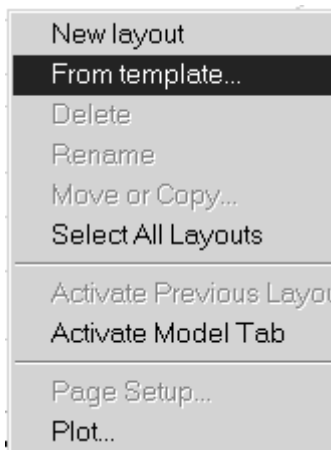 New layout
From template...
Delete
Rename
Move or Copy...
Select All Layouts
Activate Previous Layou
Activate Model Tab
Page Setup...
Plot...